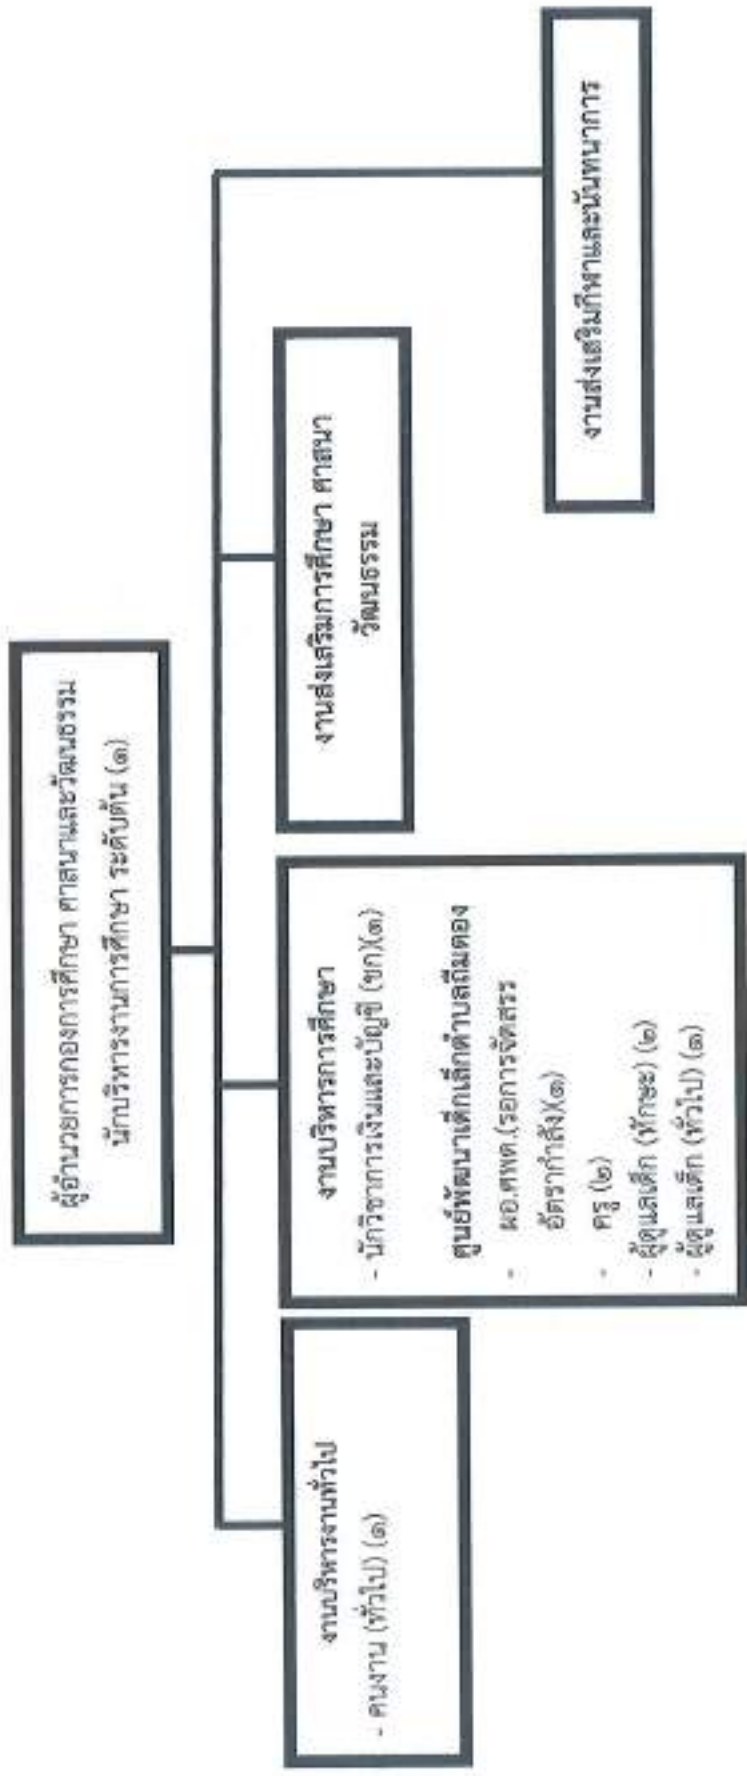 ผู้อำนวยการกองการศึกษา ศาสนาและวัฒนธรรม
นักบริหารงานการศึกษา ระดับต้น (๑)
งานบริหารงานทั่วไป
- คนงาน (ทั่วไป) (๑)
งานบริหารการศึกษา
- นักวิชาการเงินและบัญชี (ชก)(๑)
ศูนย์พัฒนาเด็กเล็กตำบลถืมตอง
- ผอ.ศพด.(รอการจัดสรร
อัตรากำลัง)(๑)
- ครู (๒)
- ผู้ดูแลเด็ก (ทักษะ) (๒)
- ผู้ดูแลเด็ก (ทั่วไป) (๑)
งานส่งเสริมการศึกษา ศาสนา
วัฒนธรรม
งานส่งเสริมกีฬาและนันทนาการ